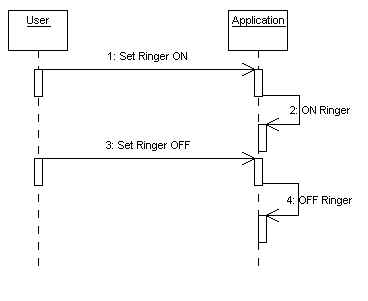 User
Application
1: Set Ringer ON
2: ON Ringer
3: Set Ringer OFF
4: OFF Ringer